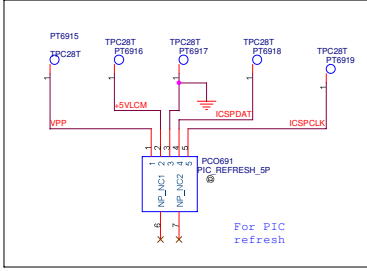 PT6915
TPC28T
TPC28T
PT6916
TPC28T
PT6917
TPC28T
PT6918
TPC28T
PT6919
1
1
1
1
1
+5VLCM
ICSPDAT
VPP
ICSPCLK
1 2 3 4 5
1 2 3 4 5
PCO691
PIC_REFRESH_5P
@
NP_NC1
NP_NC2
6 7
For PIC
refresh